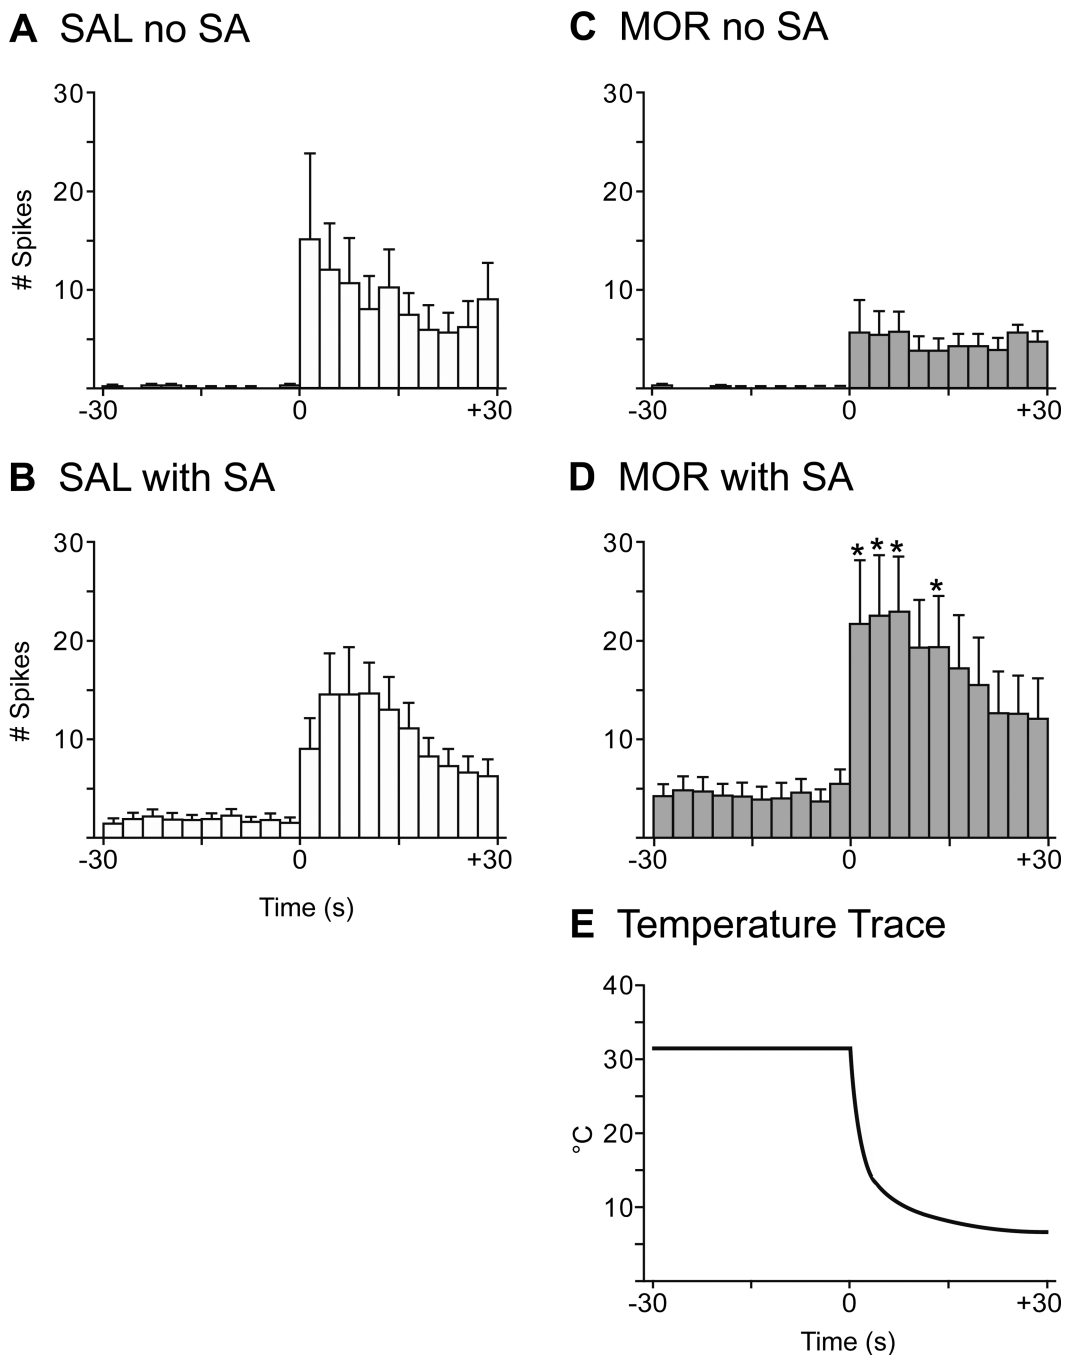 A SAL no SA
30
20
10
# Spikes
-30 0 +30
C MOR no SA
30
20
10
-30 0 +30
B SAL with SA
30
20
10
# Spikes
-30 0 +30
Time (s)
D MOR with SA
30
20
10
* * * *
-30 0 +30
E Temperature Trace
40
30
20
10
°C
-30 0 +30
Time (s)